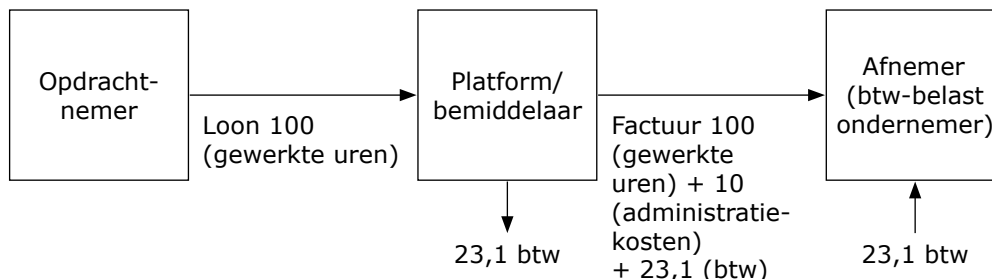 Opdracht-
nemer
Loon 100
(gewerkte uren)
Platform/
bemiddelaar
23,1 btw
Factuur 100
(gewerkte
uren) + 10
(administratie-
kosten)
+ 23,1 (btw)
Afnemer
(btw-belast
ondernemer)
23,1 btw